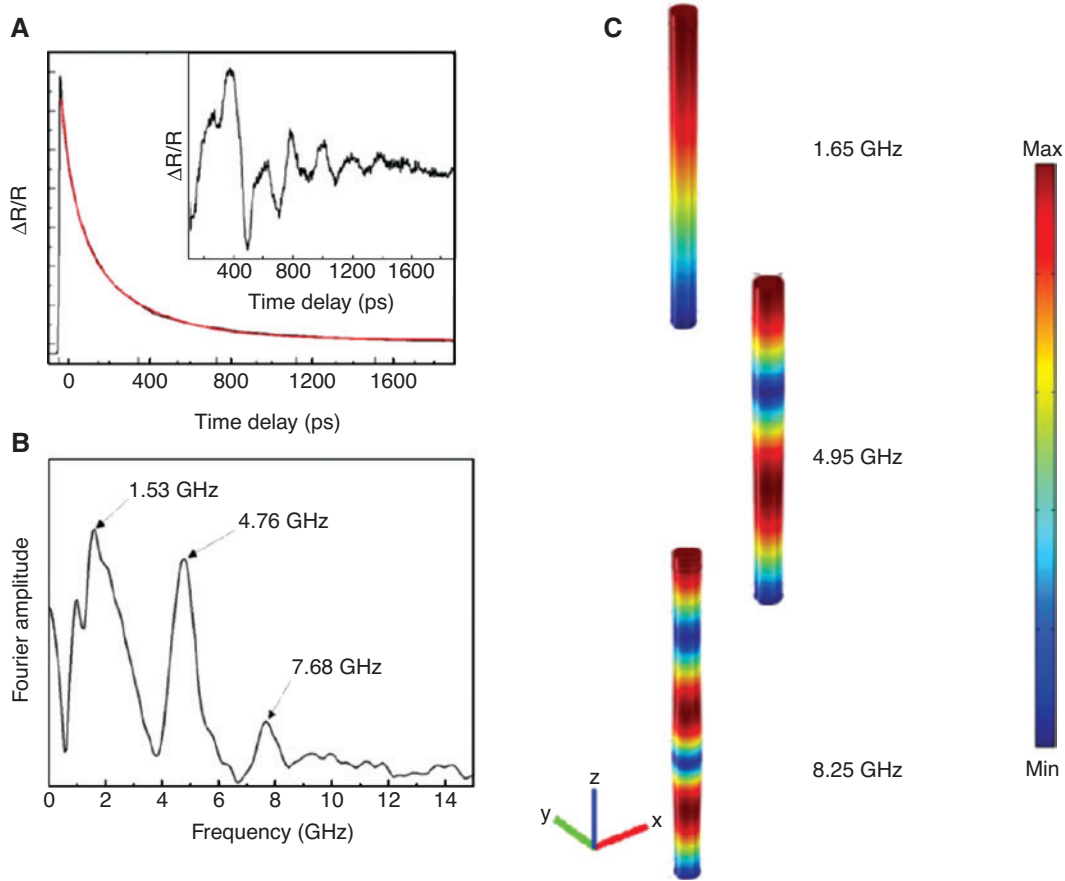 A
ΔR/R
ΔR/R
400 800 1200 1600
Time delay (ps)
0 400 800 1200 1600
Time delay (ps)
B
1.53 GHz
4.76 GHz
7.68 GHz
Fourier amplitude
0 2 4 6 8 10 12 14
Frequency (GHz)
C
1.65 GHz
4.95 GHz
8.25 GHz
z
y
x
Max
Min